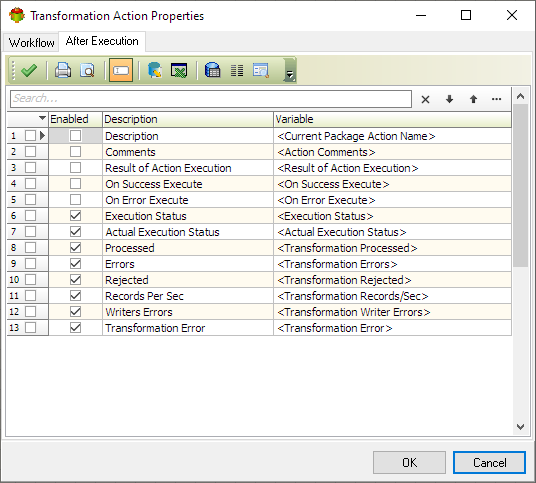 Transformation Action Properties
Workflow After Execution
Search...
Enabled Description Variable
1 Description <Current Package Action Name>
2 Comments <Action Comments>
3 Result of Action Execution <Result of Action Execution>
4 On Success Execute <On Success Execute>
5 On Error Execute <On Error Execute>
6 Execution Status <Execution Status>
7 Actual Execution Status <Actual Execution Status>
8 Processed <Transformation Processed>
9 Errors <Transformation Errors>
10 Rejected <Transformation Rejected>
11 Records Per Sec <Transformation Records/Sec>
12 Writers Errors <Transformation Writer Errors>
13 Transformation Error <Transformation Error>
OK Cancel